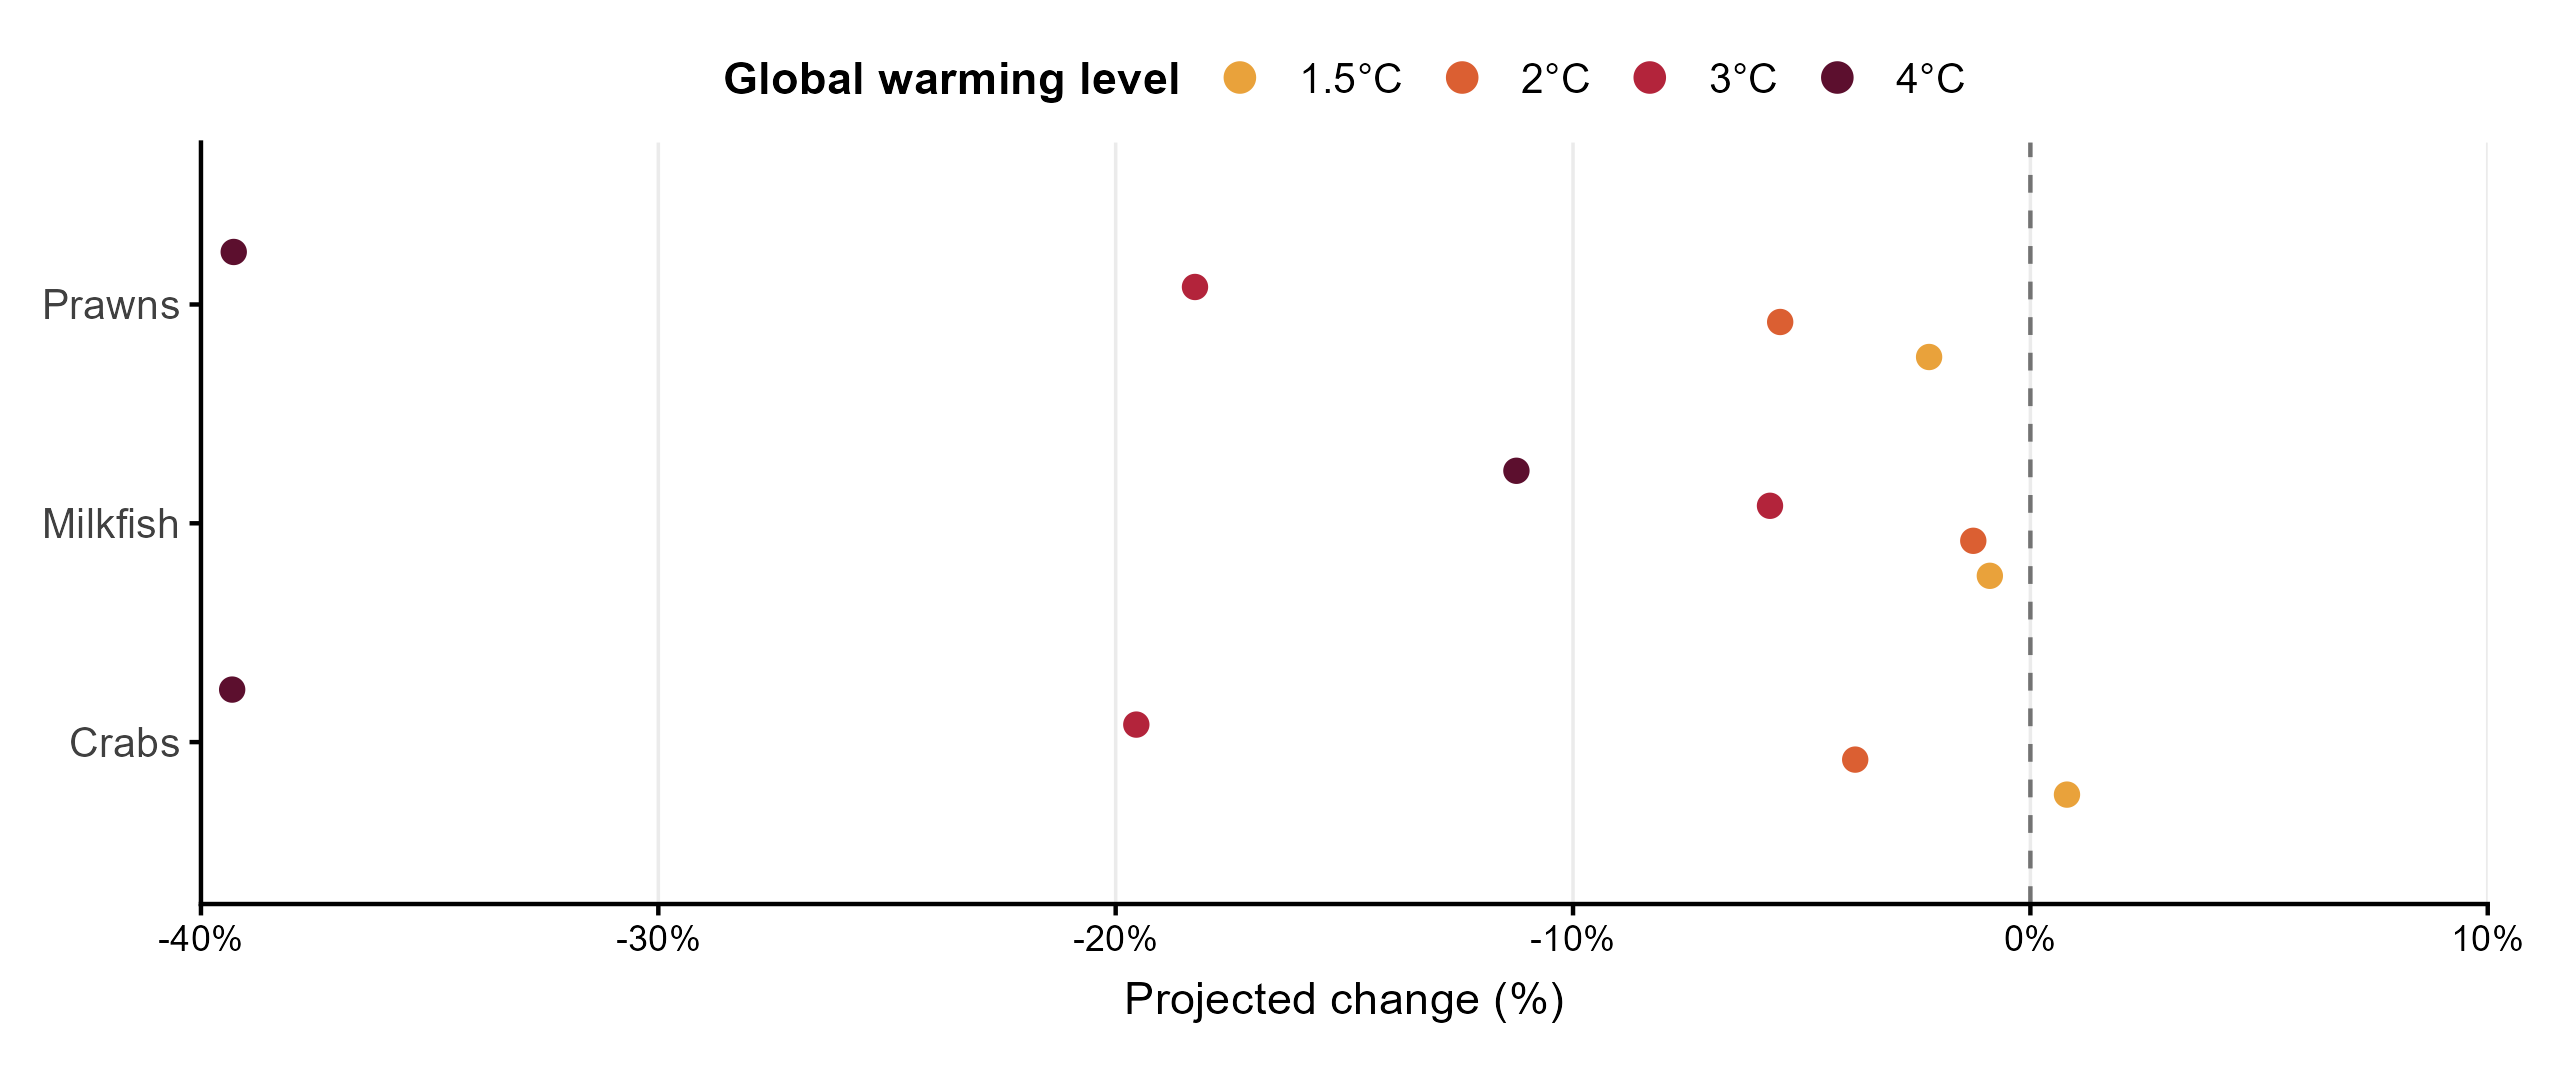 Global warming level 1.5°C 2°C 3°C 4°C
Prawns
Milkfish
Crabs
-40% -30% -20% -10% 0% 10%
Projected change (%)